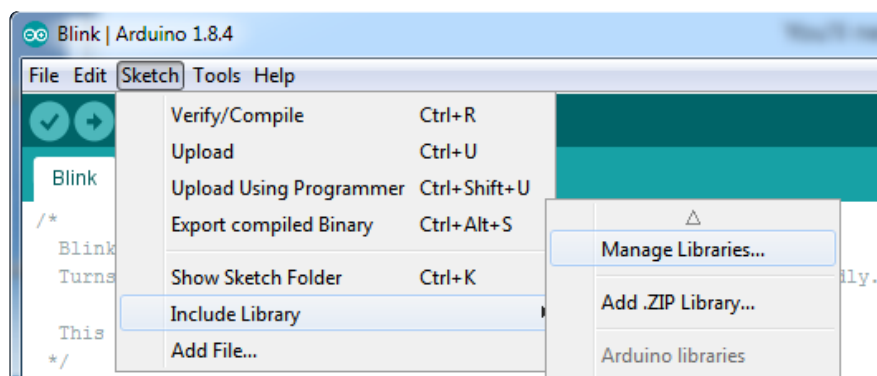 Blink | Arduino 1.8.4
File Edit Sketch Tools Help
Verify/Compile Ctrl+R
Upload Ctrl+U
Upload Using Programmer Ctrl+Shift+U
Export compiled Binary Ctrl+Alt+S
Show Sketch Folder Ctrl+K
Include Library
Add File...
Manage Libraries...
Add .ZIP Library...
Arduino libraries
Blink
/*
Blink
Turns
dly.
This
*/